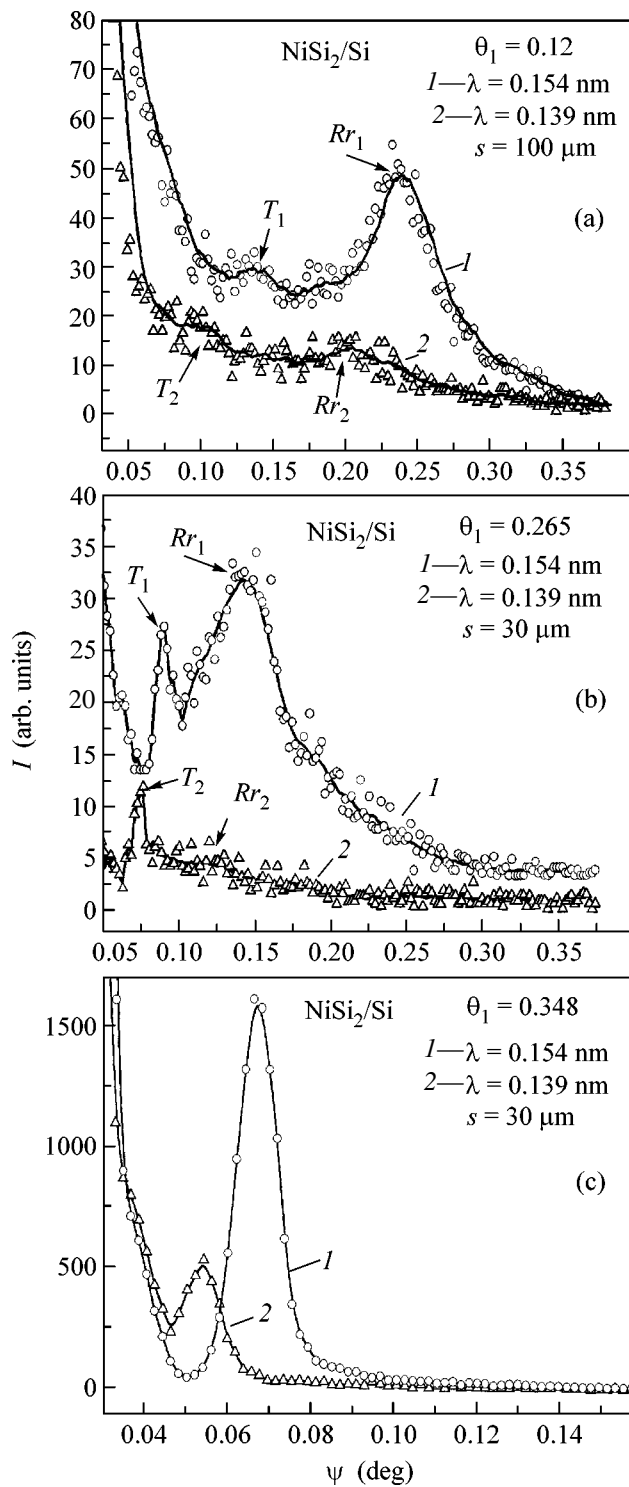 80
NiSi₂/Si
θ₁ = 0.12
70
1—λ = 0.154 nm
60
2—λ = 0.139 nm
Rr₁
s = 100 μm
50
T₁
(a)
40
1
30
20
2
10
T₂
Rr₂
0
0.05 0.10 0.15 0.20 0.25 0.30 0.35
40
NiSi₂/Si
θ₁ = 0.265
35
Rr₁
1—λ = 0.154 nm
T₁
2—λ = 0.139 nm
30
s = 30 μm
25
(b)
20
I (arb. units)
15
T₂
1
10
Rr₂
2
5
0
0.05 0.10 0.15 0.20 0.25 0.30 0.35
NiSi₂/Si
θ₁ = 0.348
1500
1—λ = 0.154 nm
2—λ = 0.139 nm
s = 30 μm
1000
(c)
1
500
2
0
0.04 0.06 0.08 0.10 0.12 0.14
ψ (deg)